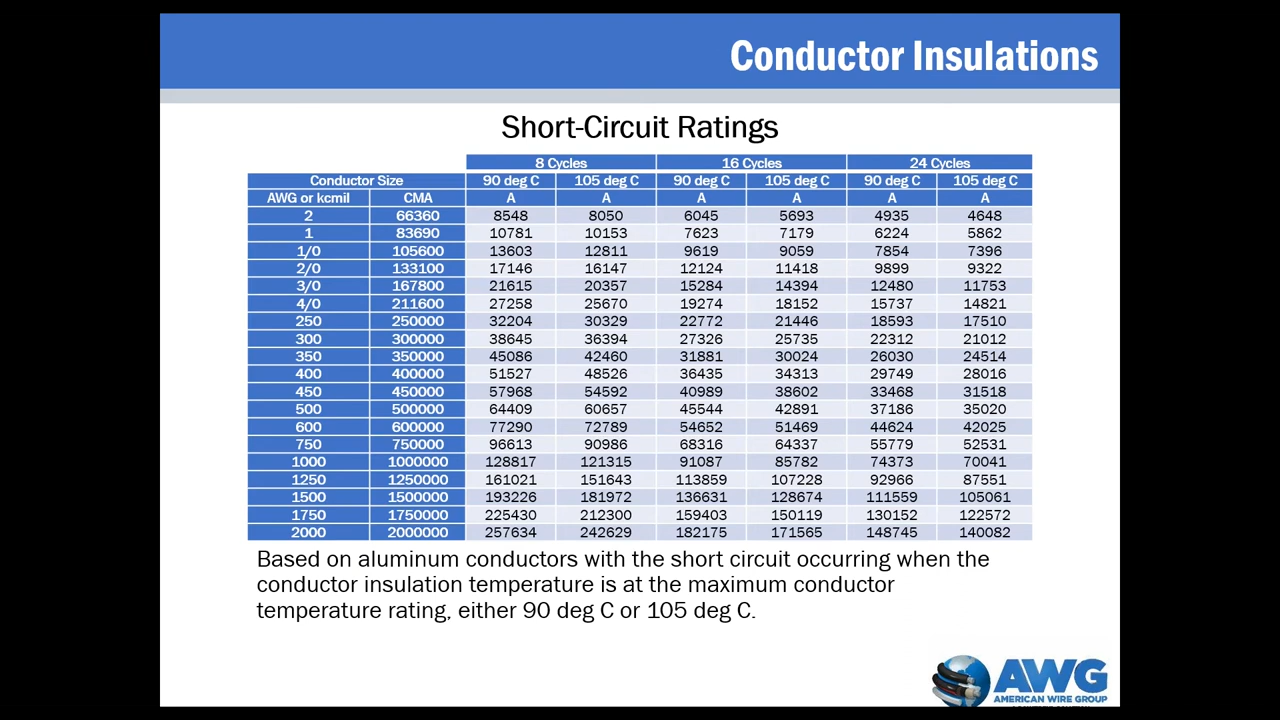 Conductor Insulations
Short-Circuit Ratings
8 Cycles 16 Cycles 24 Cycles
Conductor Size 90 deg C 105 deg C 90 deg C 105 deg C 90 deg C 105 deg C
AWG or kcmil CMA A A A A A A
2 66360 8548 8050 6045 5693 4935 4648
1 83690 10781 10153 7623 7179 6224 5862
1/0 105600 13603 12811 9619 9059 7854 7396
2/0 133100 17146 16147 12124 11418 9899 9322
3/0 167800 21615 20357 15284 14394 12480 11753
4/0 211600 27258 25670 19274 18152 15737 14821
250 250000 32204 30329 22772 21446 18593 17510
300 300000 38645 36394 27326 25735 22312 21012
350 350000 45086 42460 31881 30024 26030 24514
400 400000 51527 48526 36435 34313 29749 28016
450 450000 57968 54592 40989 38602 33468 31518
500 500000 64409 60657 45544 42891 37186 35020
600 600000 77290 72789 54652 51469 44624 42025
750 750000 96613 90986 68316 64337 55779 52531
1000 1000000 128817 121315 91087 85782 74373 70041
1250 1250000 161021 151643 113859 107228 92966 87551
1500 1500000 193226 181972 136631 128674 111559 105061
1750 1750000 225430 212300 159403 150119 130152 122572
2000 2000000 257634 242629 182175 171565 148745 140082
Based on aluminum conductors with the short circuit occurring when the
conductor insulation temperature is at the maximum conductor
temperature rating, either 90 deg C or 105 deg C.
AWG
AMERICAN WIRE GROUP